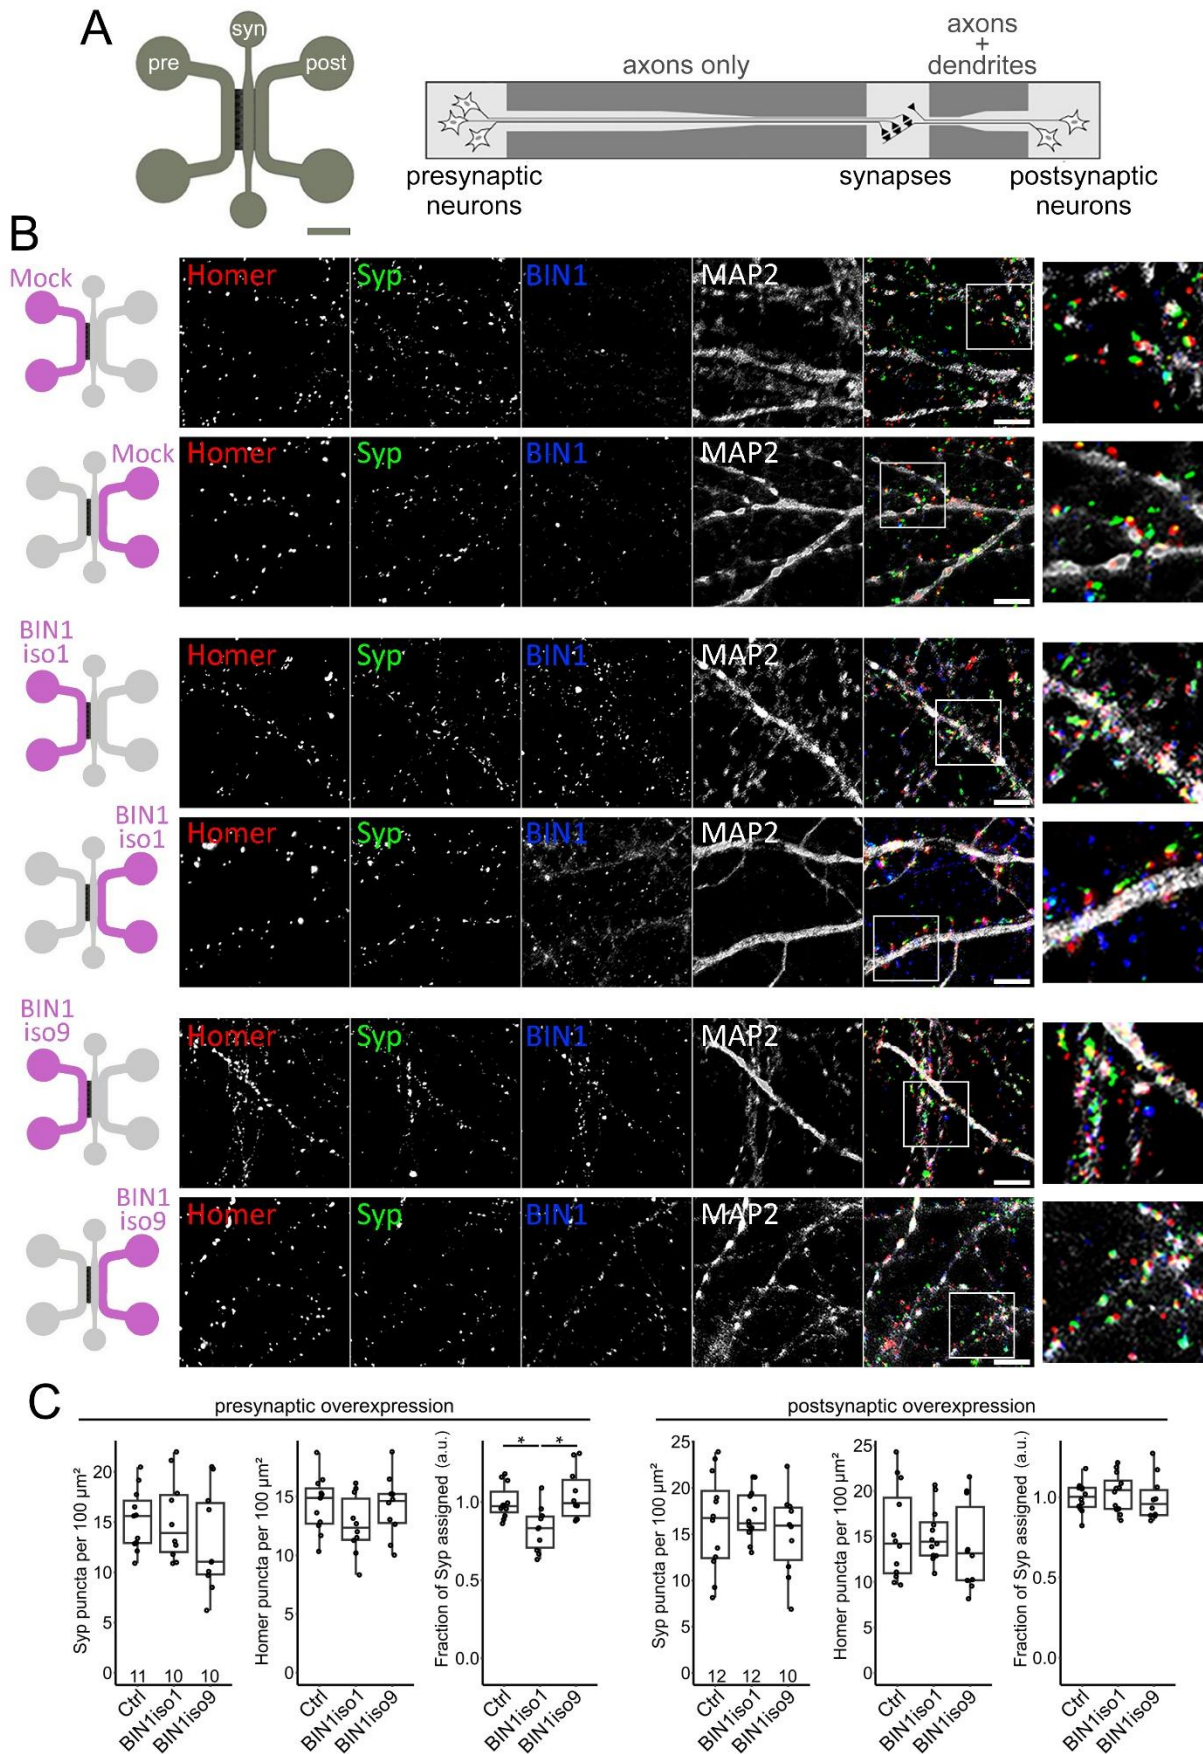 A
pre
syn
post
axons only
axons
+
dendrites
presynaptic
neurons
synapses
postsynaptic
neurons
B
Mock
Homer
Syp
BIN1
MAP2
Mock
Homer
Syp
BIN1
MAP2
BIN1
iso1
Homer
Syp
BIN1
MAP2
BIN1
iso1
Homer
Syp
BIN1
MAP2
BIN1
iso9
Homer
Syp
BIN1
MAP2
BIN1
iso9
Homer
Syp
BIN1
MAP2
C
presynaptic overexpression
Syp puncta per 100 µm²
20
15
10
5
0
11
10
10
Ctrl
BIN1iso1
BIN1iso9
Homer puncta per 100 µm²
15
10
5
0
Ctrl
BIN1iso1
BIN1iso9
Fraction of Syp assigned (a.u.)
1.0
0.5
0.0
*
*
Ctrl
BIN1iso1
BIN1iso9
postsynaptic overexpression
Syp puncta per 100 µm²
25
20
15
10
5
0
12
12
10
Ctrl
BIN1iso1
BIN1iso9
Homer puncta per 100 µm²
25
20
15
10
5
0
Ctrl
BIN1iso1
BIN1iso9
Fraction of Syp assigned (a.u.)
1.0
0.5
0.0
Ctrl
BIN1iso1
BIN1iso9